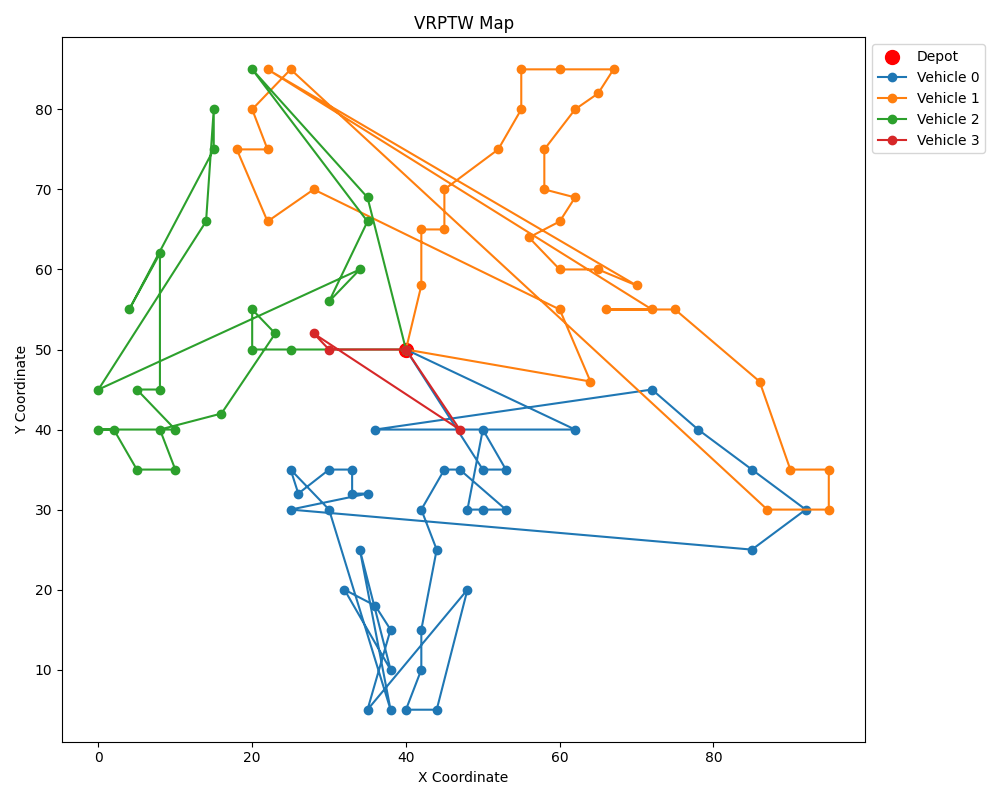 VRPTW Map
Depot
Vehicle 0
Vehicle 1
Vehicle 2
Vehicle 3
Y Coordinate
80
70
60
50
40
30
20
10
0
20
40
60
80
X Coordinate